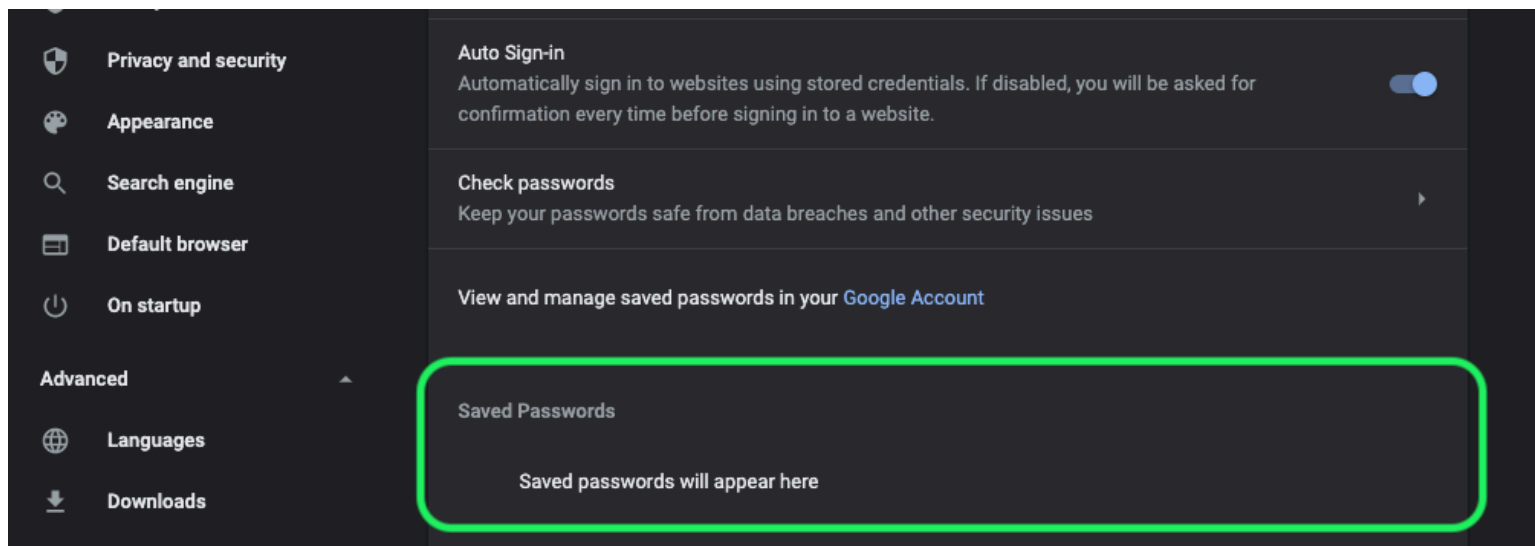 Privacy and security
Appearance
Search engine
Default browser
On startup
Advanced
Languages
Downloads
Auto Sign-in
Automatically sign in to websites using stored credentials. If disabled, you will be asked for
confirmation every time before signing in to a website.
Check passwords
Keep your passwords safe from data breaches and other security issues
View and manage saved passwords in your Google Account
Saved Passwords
Saved passwords will appear here